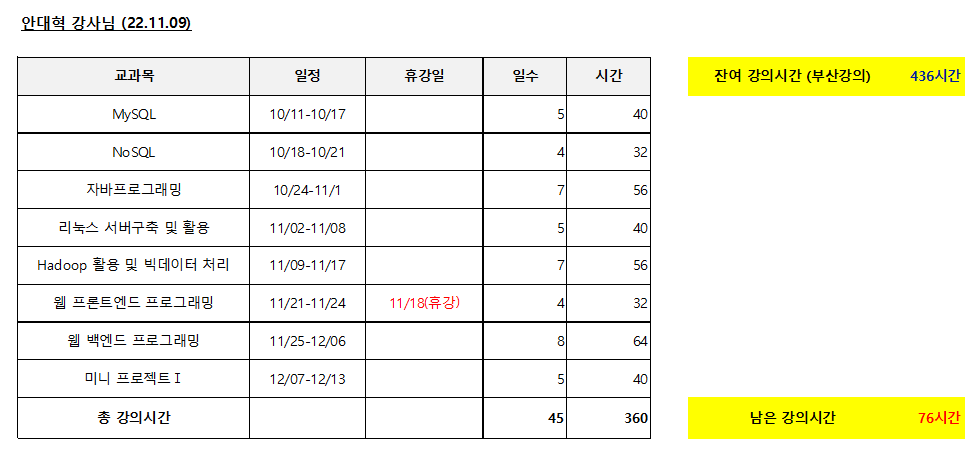 안대혁 강사님 (22.11.09)
교과목 일정 휴강일 일수 시간 잔여 강의시간 (부산강의) 436시간
MySQL 10/11-10/17 5 40
NoSQL 10/18-10/21 4 32
자바프로그래밍 10/24-11/1 7 56
리눅스 서버구축 및 활용 11/02-11/08 5 40
Hadoop 활용 및 빅데이터 처리 11/09-11/17 7 56
웹 프론트엔드 프로그래밍 11/21-11/24 11/18(휴강) 4 32
웹 백엔드 프로그래밍 11/25-12/06 8 64
미니 프로젝트 I 12/07-12/13 5 40
총 강의시간 45 360 남은 강의시간 76시간